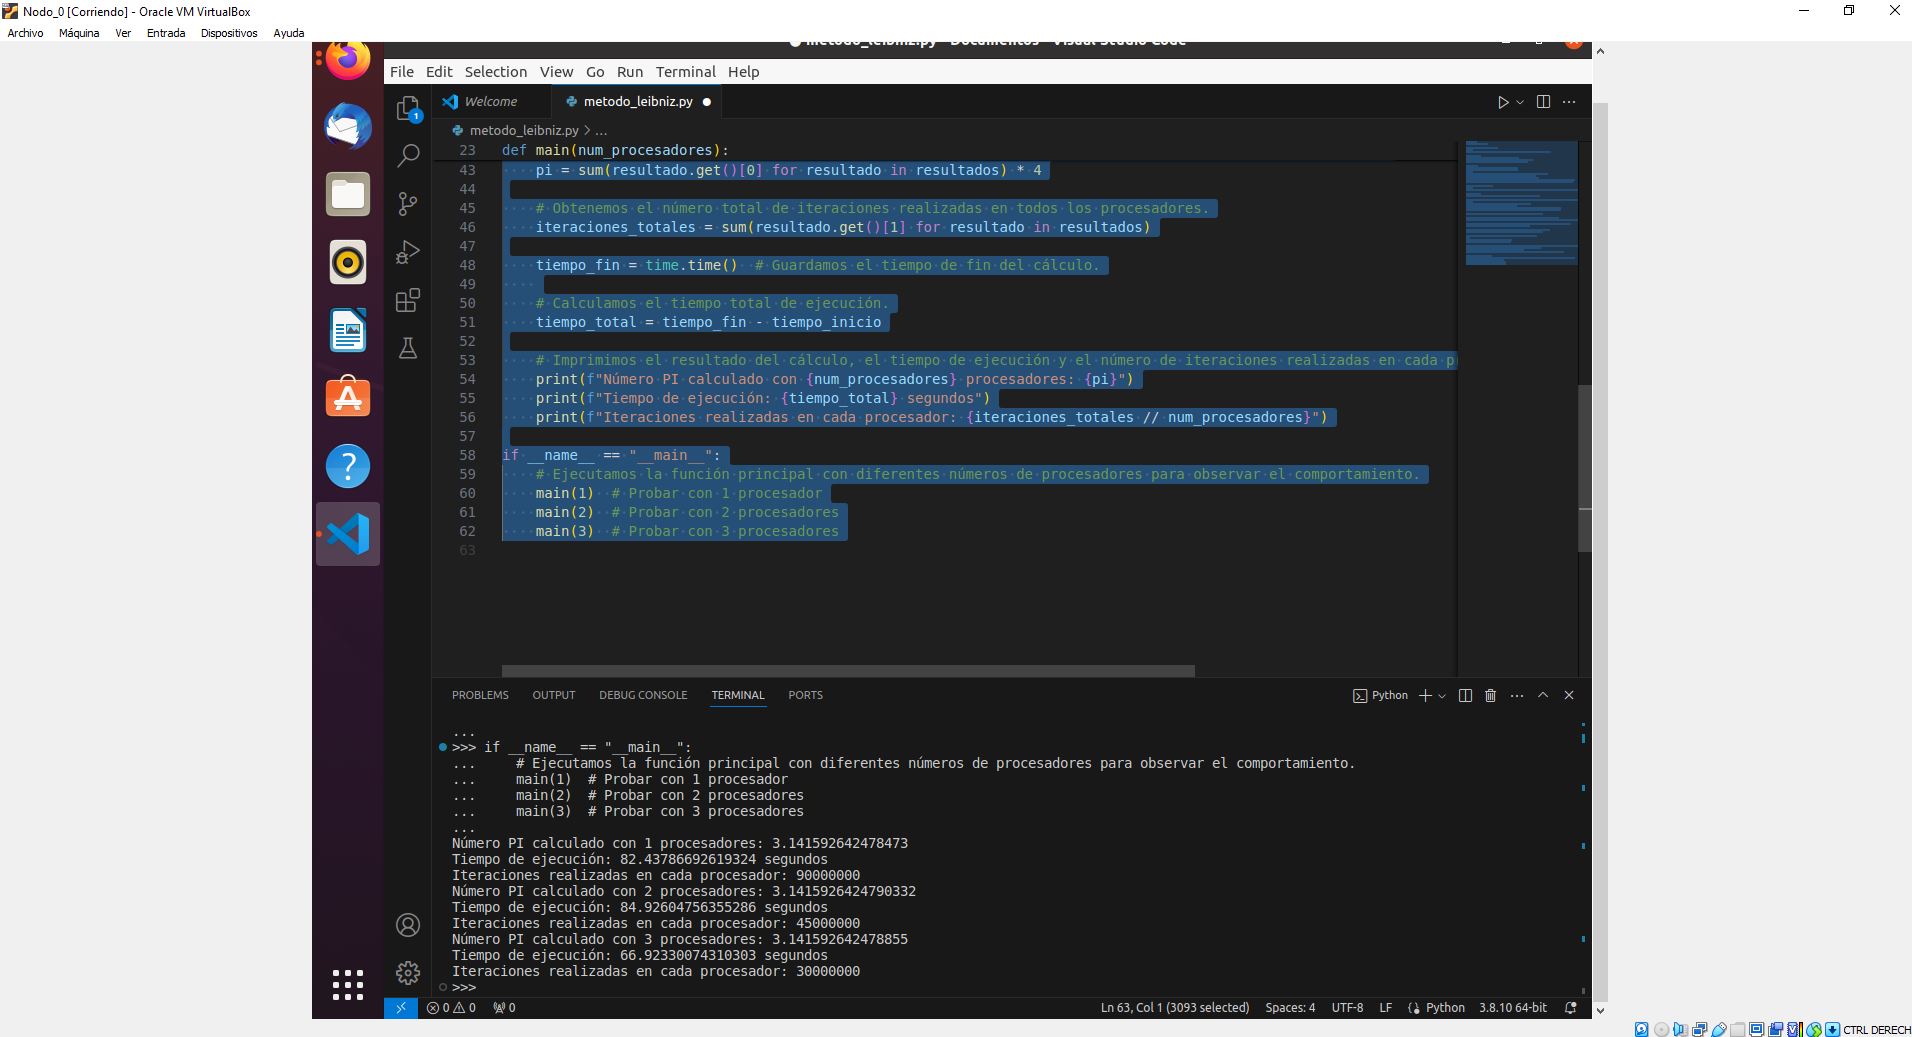 Nodo_0 [Corriendo] - Oracle VM VirtualBox
Archivo Máquina Ver Entrada Dispositivos Ayuda
metodo_leibniz.py - Documentos - Visual Studio Code
File Edit Selection View Go Run Terminal Help
1
Welcome
metodo_leibniz.py
metodo_leibniz.py > ...
23 def main(num_procesadores):
43 pi = sum(resultado.get()[0] for resultado in resultados) * 4
44
45 # Obtenemos el número total de iteraciones realizadas en todos los procesadores.
46 iteraciones_totales = sum(resultado.get()[1] for resultado in resultados)
47
48 tiempo_fin = time.time() # Guardamos el tiempo de fin del cálculo.
49
50 # Calculamos el tiempo total de ejecución.
51 tiempo_total = tiempo_fin - tiempo_inicio
52
53 # Imprimimos el resultado del cálculo, el tiempo de ejecución y el número de iteraciones realizadas en cada p
54 print(f"Número PI calculado con {num_procesadores} procesadores: {pi}")
55 print(f"Tiempo de ejecución: {tiempo_total} segundos")
56 print(f"Iteraciones realizadas en cada procesador: {iteraciones_totales // num_procesadores}")
57
58 if __name__ == "__main__":
59 # Ejecutamos la función principal con diferentes números de procesadores para observar el comportamiento.
60 main(1) # Probar con 1 procesador
61 main(2) # Probar con 2 procesadores
62 main(3) # Probar con 3 procesadores
63
PROBLEMS OUTPUT DEBUG CONSOLE TERMINAL PORTS
Python
...
>>> if __name__ == "__main__":
... # Ejecutamos la función principal con diferentes números de procesadores para observar el comportamiento.
... main(1) # Probar con 1 procesador
... main(2) # Probar con 2 procesadores
... main(3) # Probar con 3 procesadores
...
Número PI calculado con 1 procesadores: 3.141592642478473
Tiempo de ejecución: 82.43786692619324 segundos
Iteraciones realizadas en cada procesador: 90000000
Número PI calculado con 2 procesadores: 3.1415926424790332
Tiempo de ejecución: 84.92604756355286 segundos
Iteraciones realizadas en cada procesador: 45000000
Número PI calculado con 3 procesadores: 3.141592642478855
Tiempo de ejecución: 66.92330074310303 segundos
Iteraciones realizadas en cada procesador: 30000000
>>>
0 0 0 Ln 63, Col 1 (3093 selected) Spaces: 4 UTF-8 LF Python 3.8.10 64-bit
CTRL DERECH